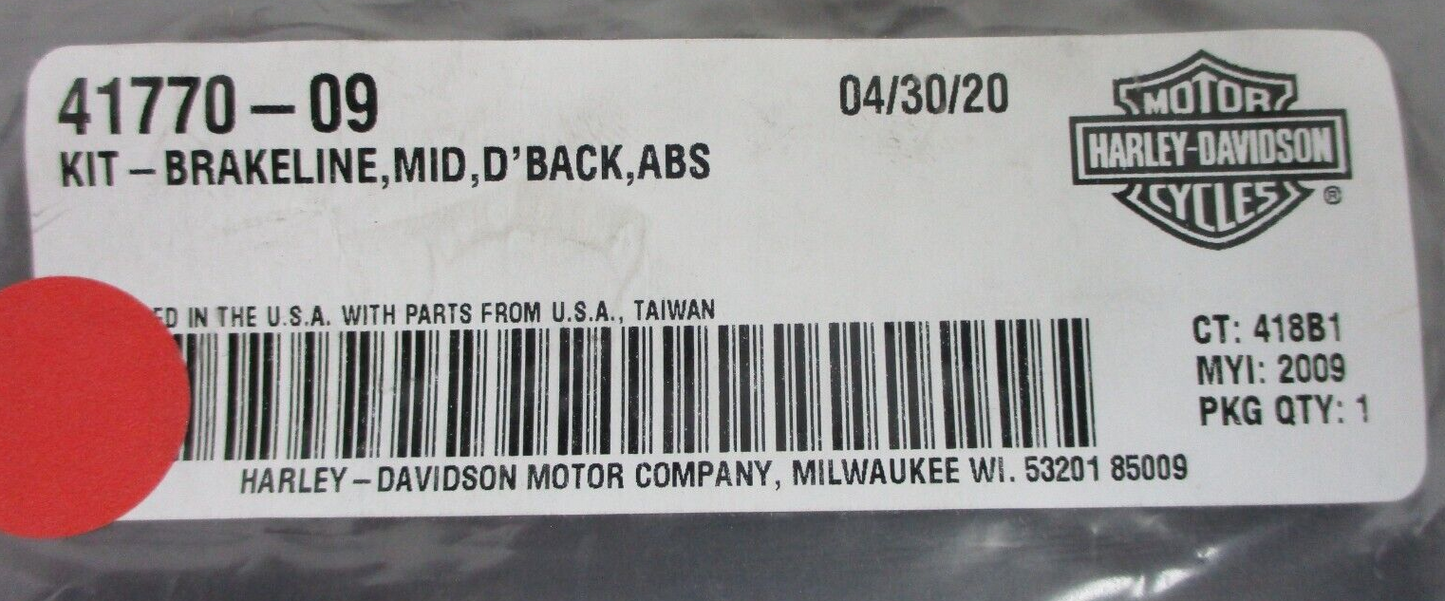 41770-09
04/30/20
MOTOR
HARLEY-DAVIDSON
CYCLES
®
KIT-BRAKELINE,MID,D'BACK,ABS
IN THE U.S.A. WITH PARTS FROM U.S.A., TAIWAN
CT: 418B1
MYI: 2009
PKG QTY: 1
HARLEY-DAVIDSON MOTOR COMPANY, MILWAUKEE WI. 53201 85009